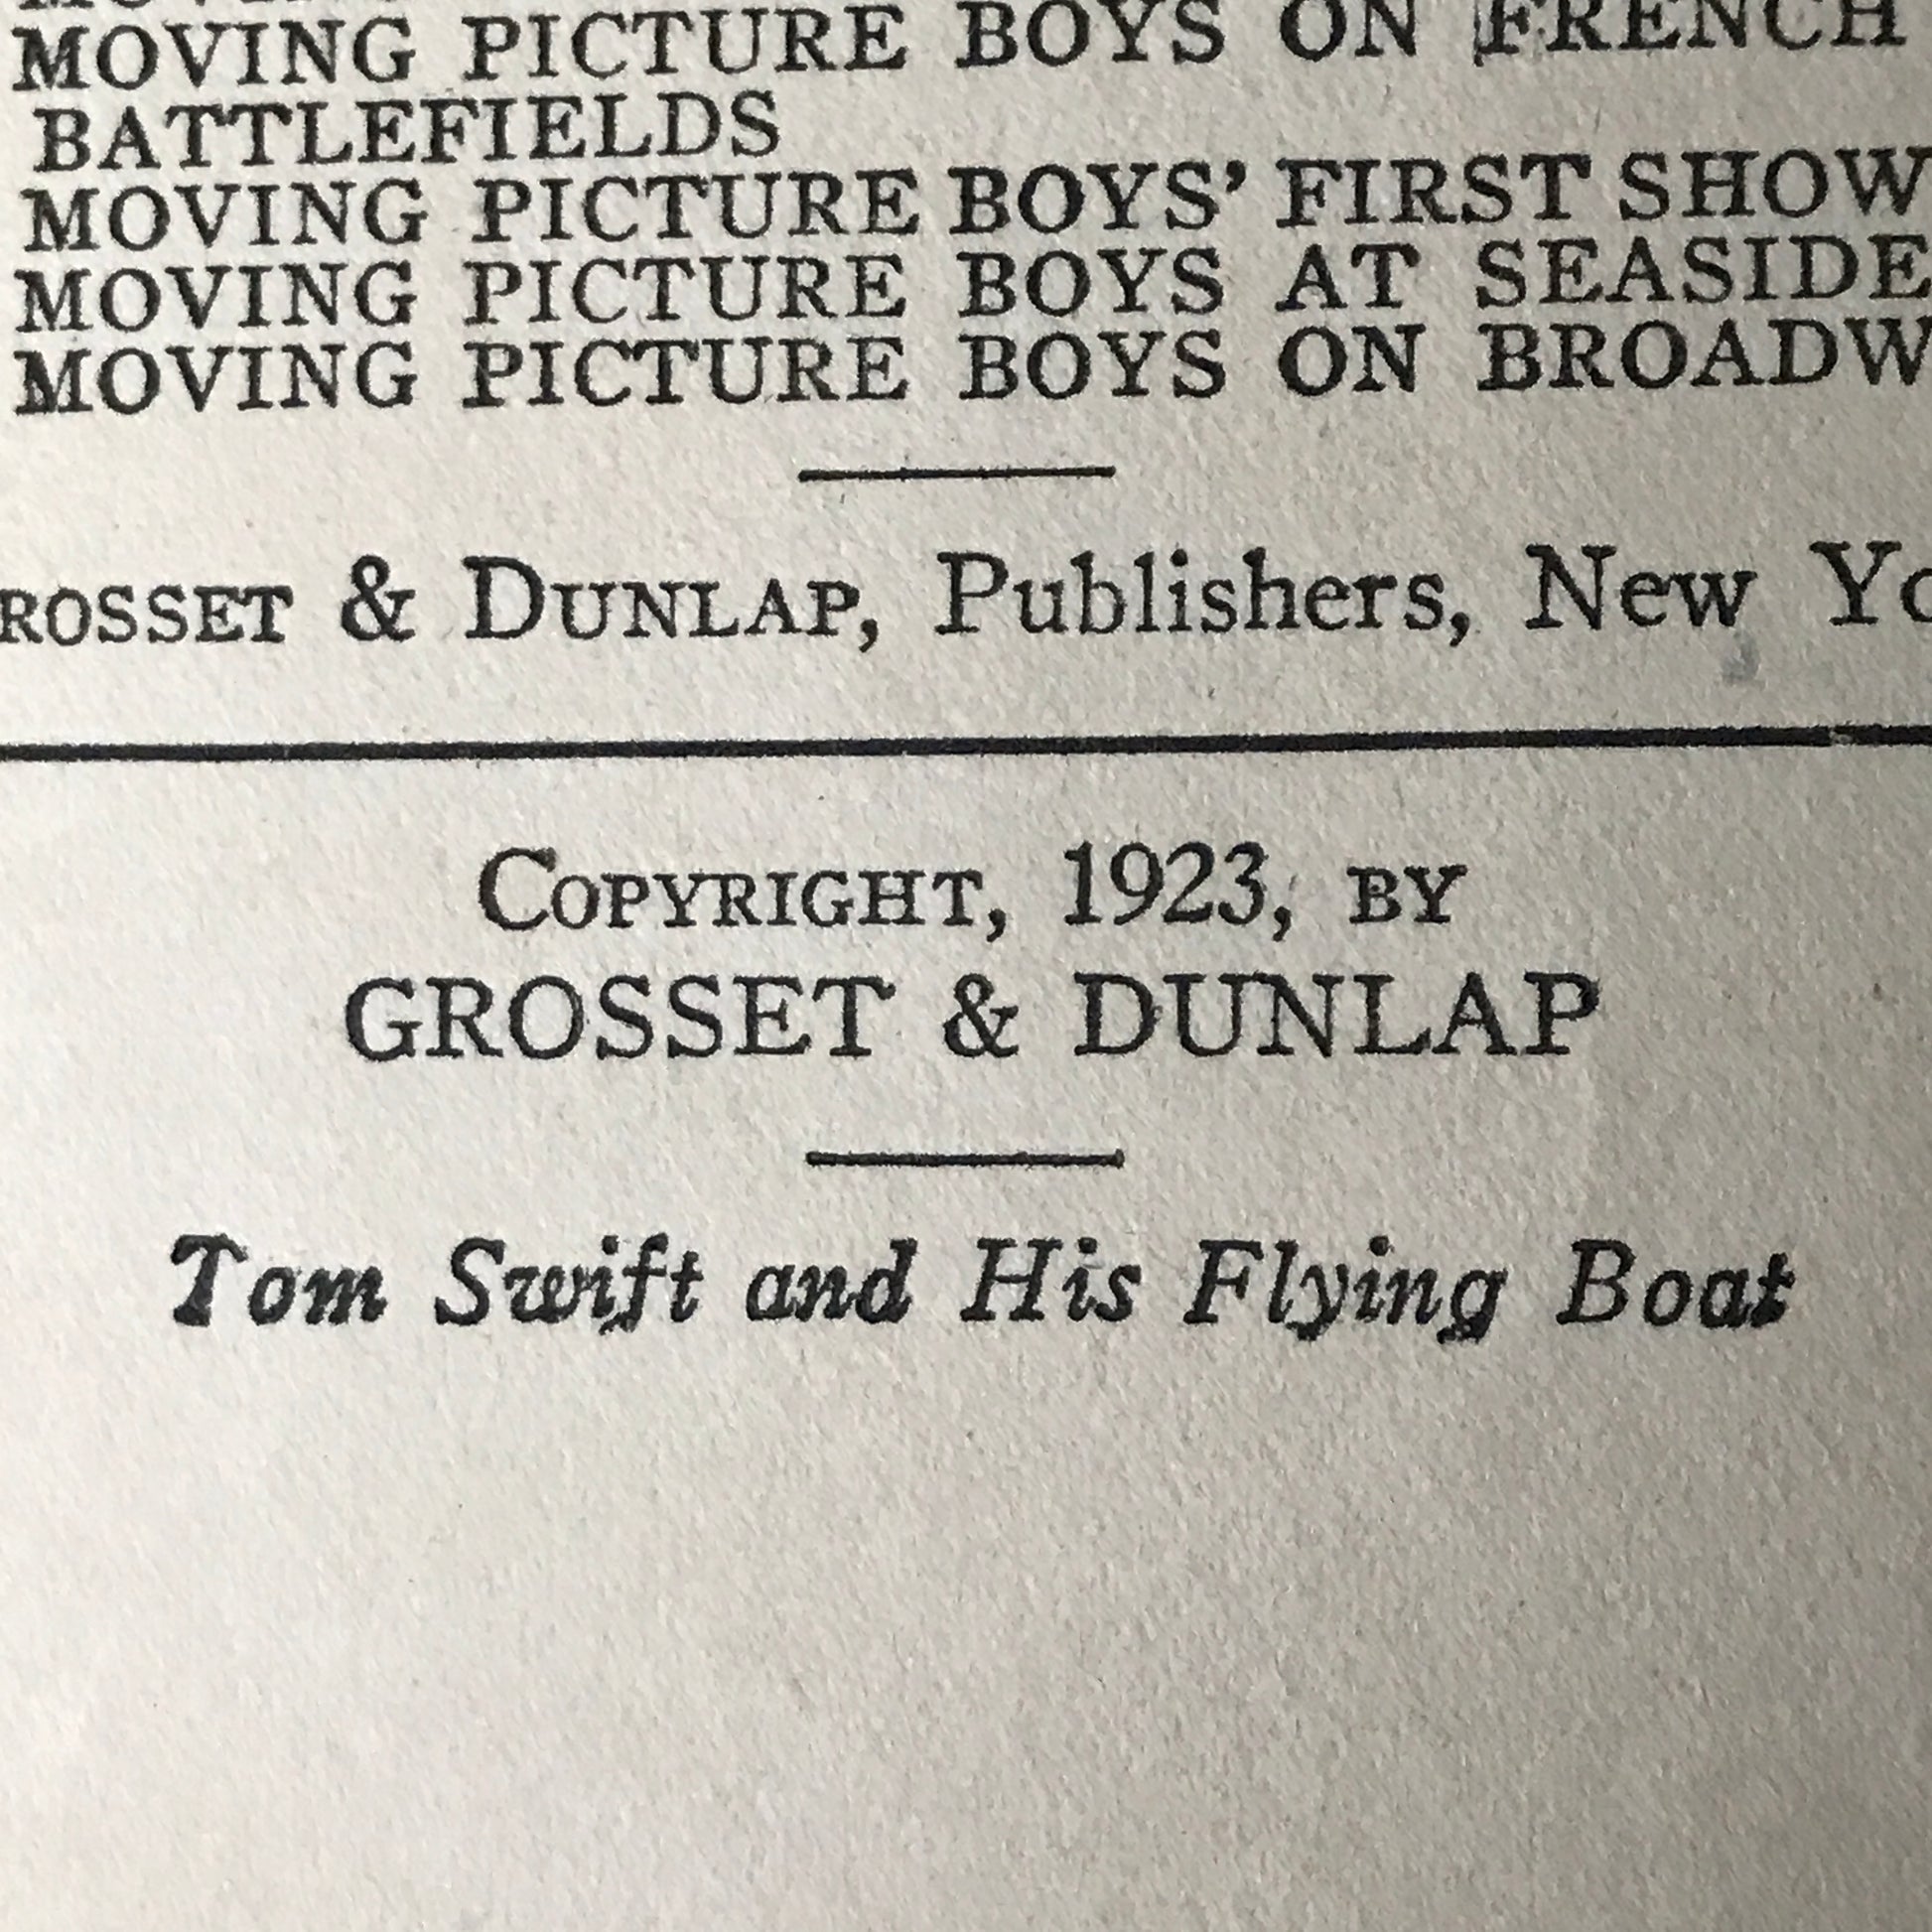 MOVING PICTURE BOYS ON FRENCH
BATTLEFIELDS
MOVING PICTURE BOYS' FIRST SHOW
MOVING PICTURE BOYS AT SEASIDE
MOVING PICTURE BOYS ON BROADW
ROSSET & DUNLAP, Publishers, New Yo
COPYRIGHT, 1923, BY
GROSSET & DUNLAP
Tom Swift and His Flying Boat